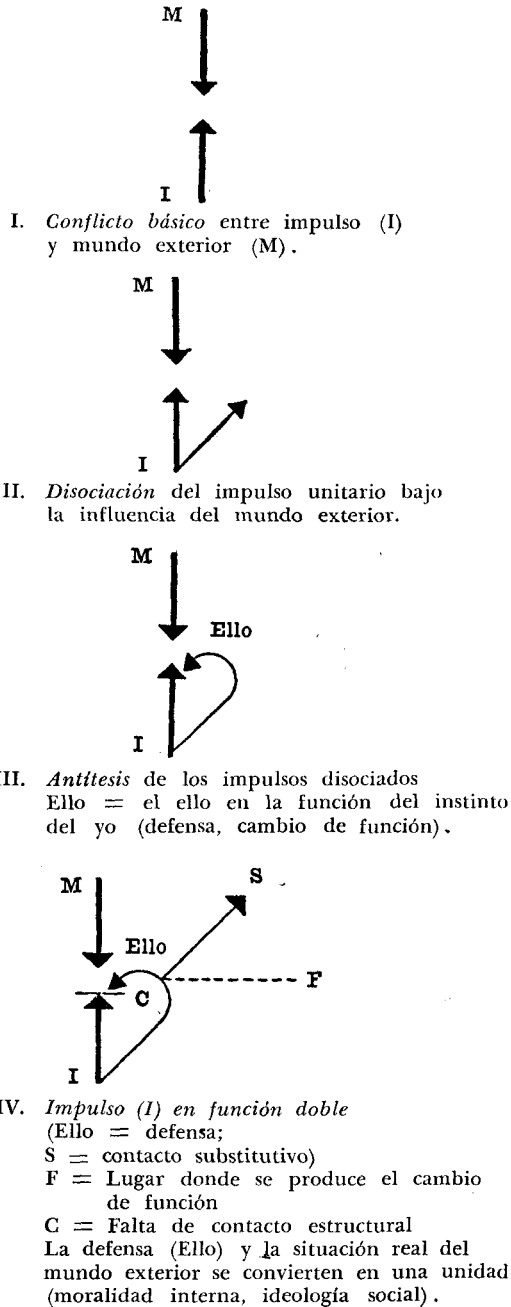 M
I
I. Conflicto básico entre impulso (I)
y mundo exterior (M).
M
I
II. Disociación del impulso unitario bajo
la influencia del mundo exterior.
M
Ello
I
III. Antítesis de los impulsos disociados
Ello = el ello en la función del instinto
del yo (defensa, cambio de función).
M
S
Ello
C
F
I
IV. Impulso (I) en función doble
(Ello = defensa;
S = contacto substitutivo)
F = Lugar donde se produce el cambio
de función
C = Falta de contacto estructural
La defensa (Ello) y la situación real del
mundo exterior se convierten en una unidad
(moralidad interna, ideología social).